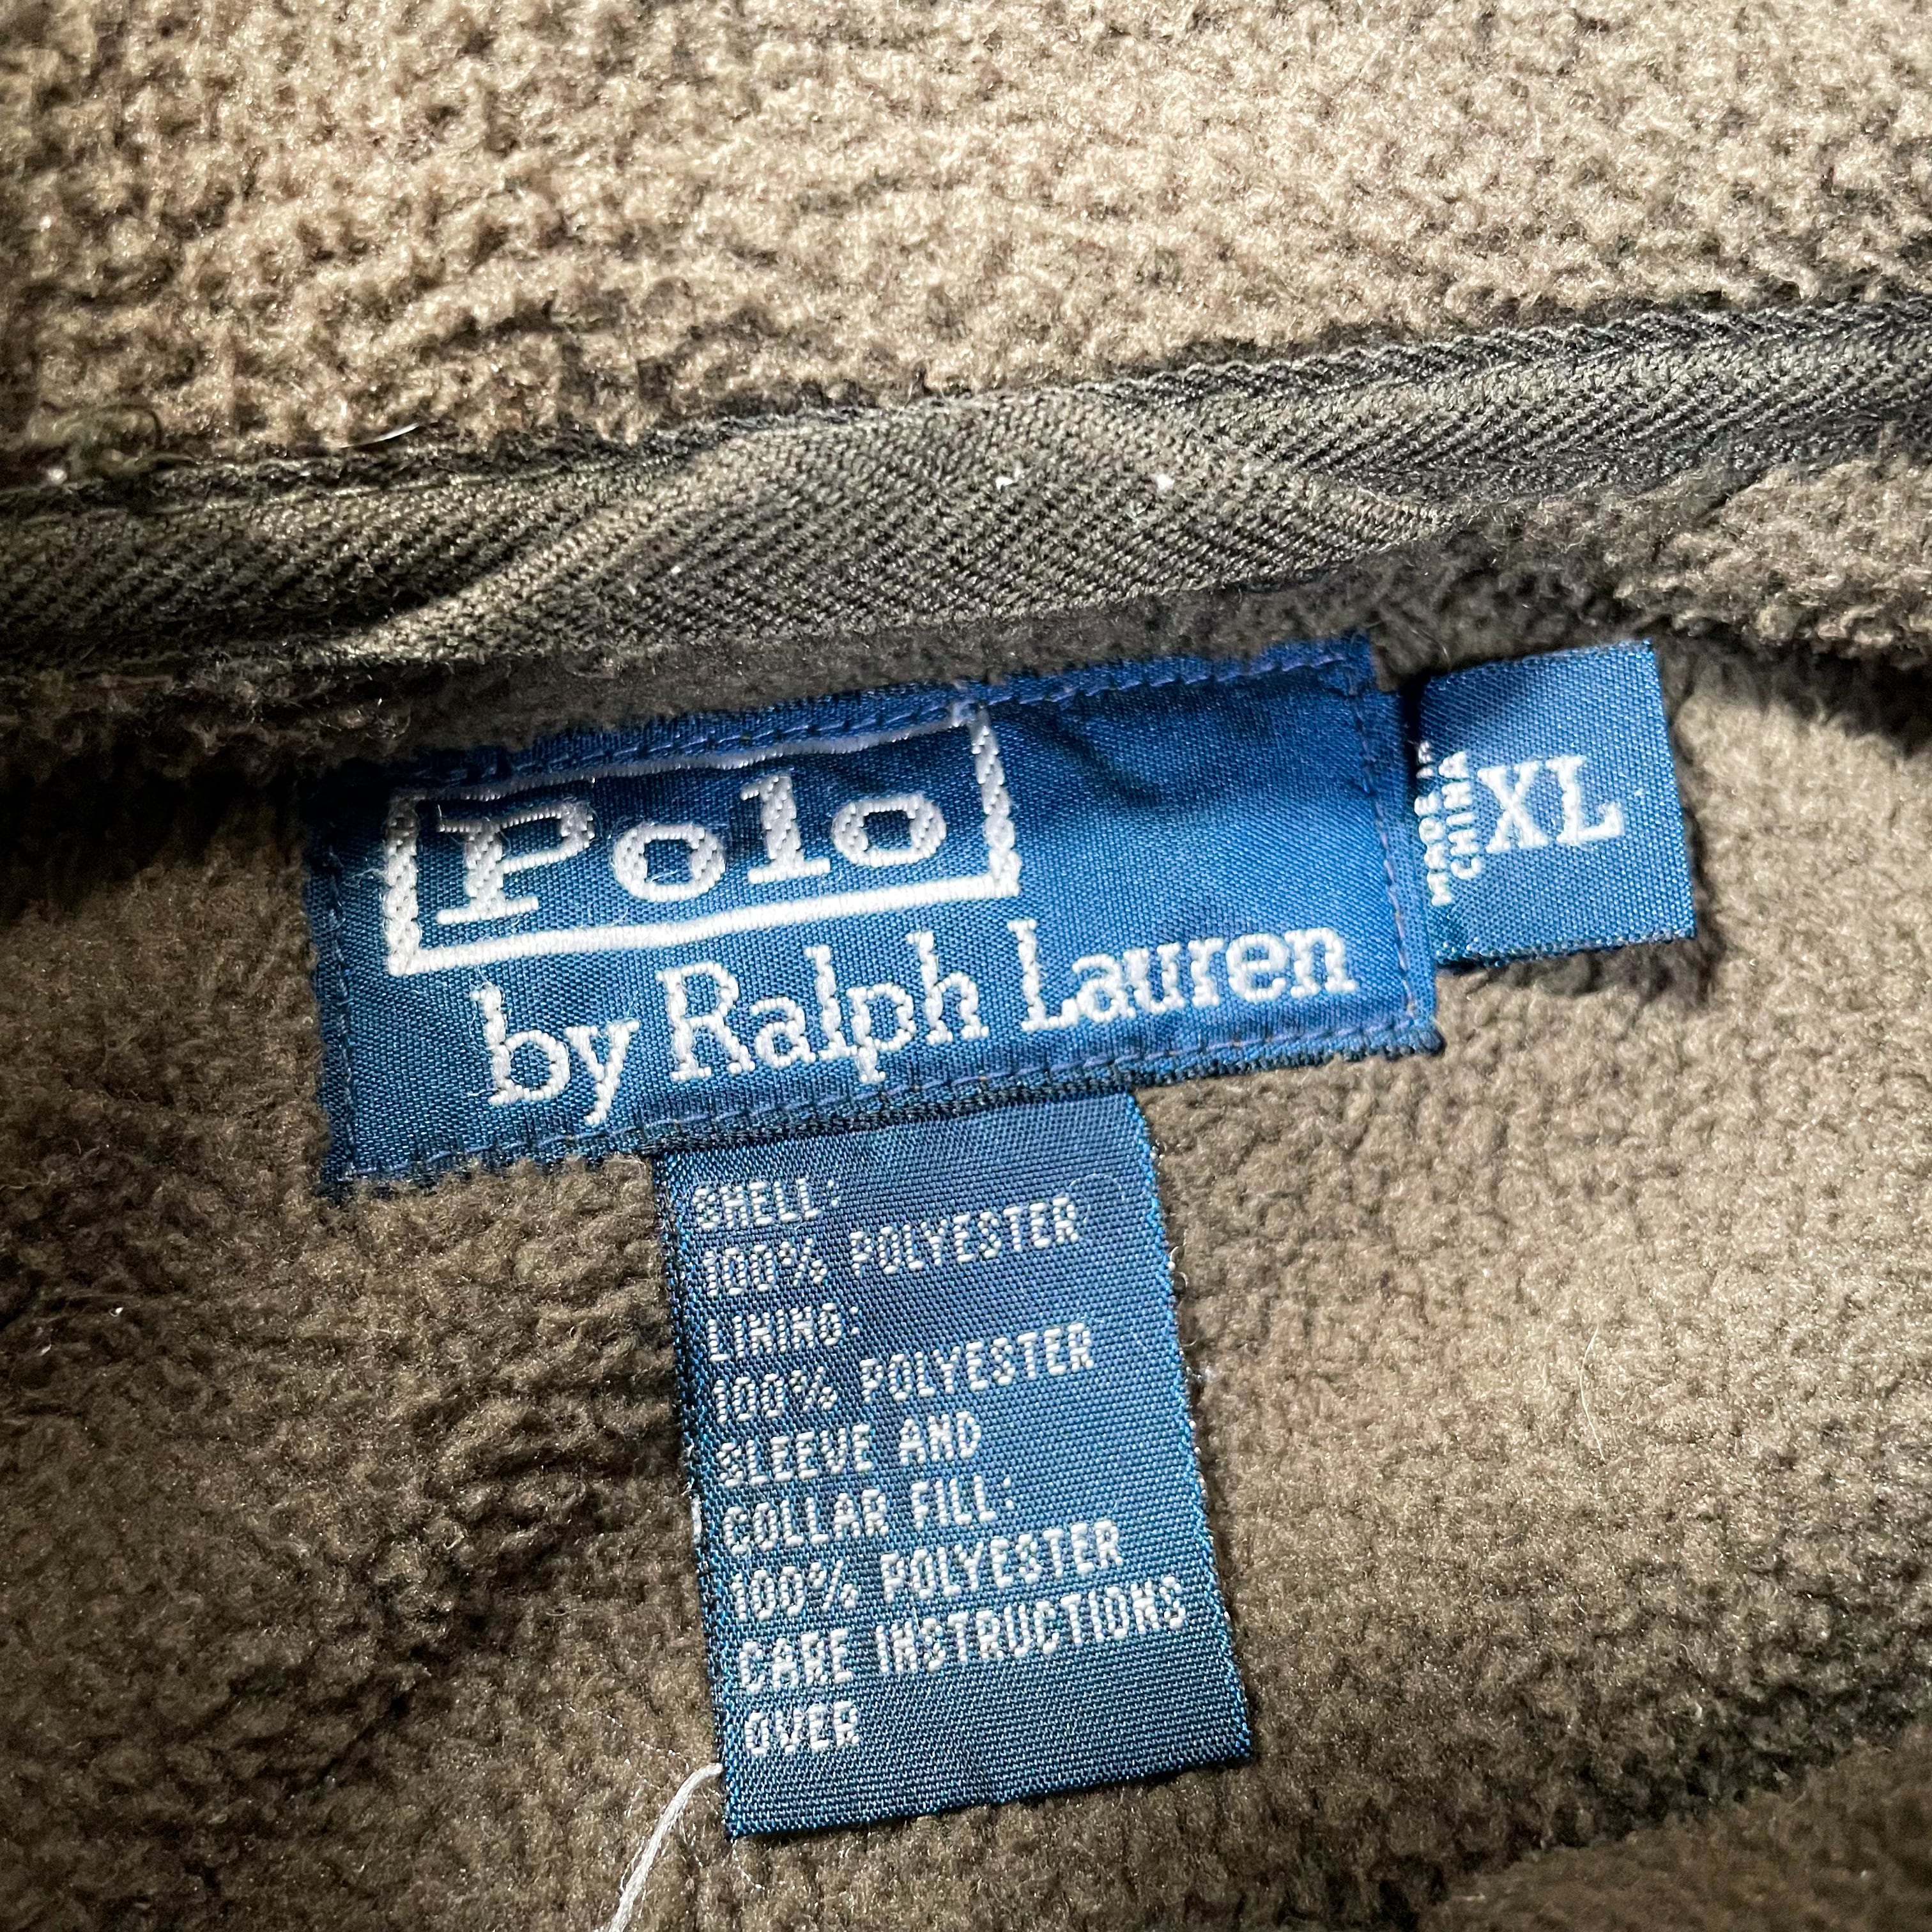 Polo
by Ralph Lauren
MADE IN
CHINA
XL
SHELL:
100% POLYESTER
LINING:
100% POLYESTER
SLEEVE AND
COLLAR FILL:
100% POLYESTER
CARE INSTRUCTIONS
OVER